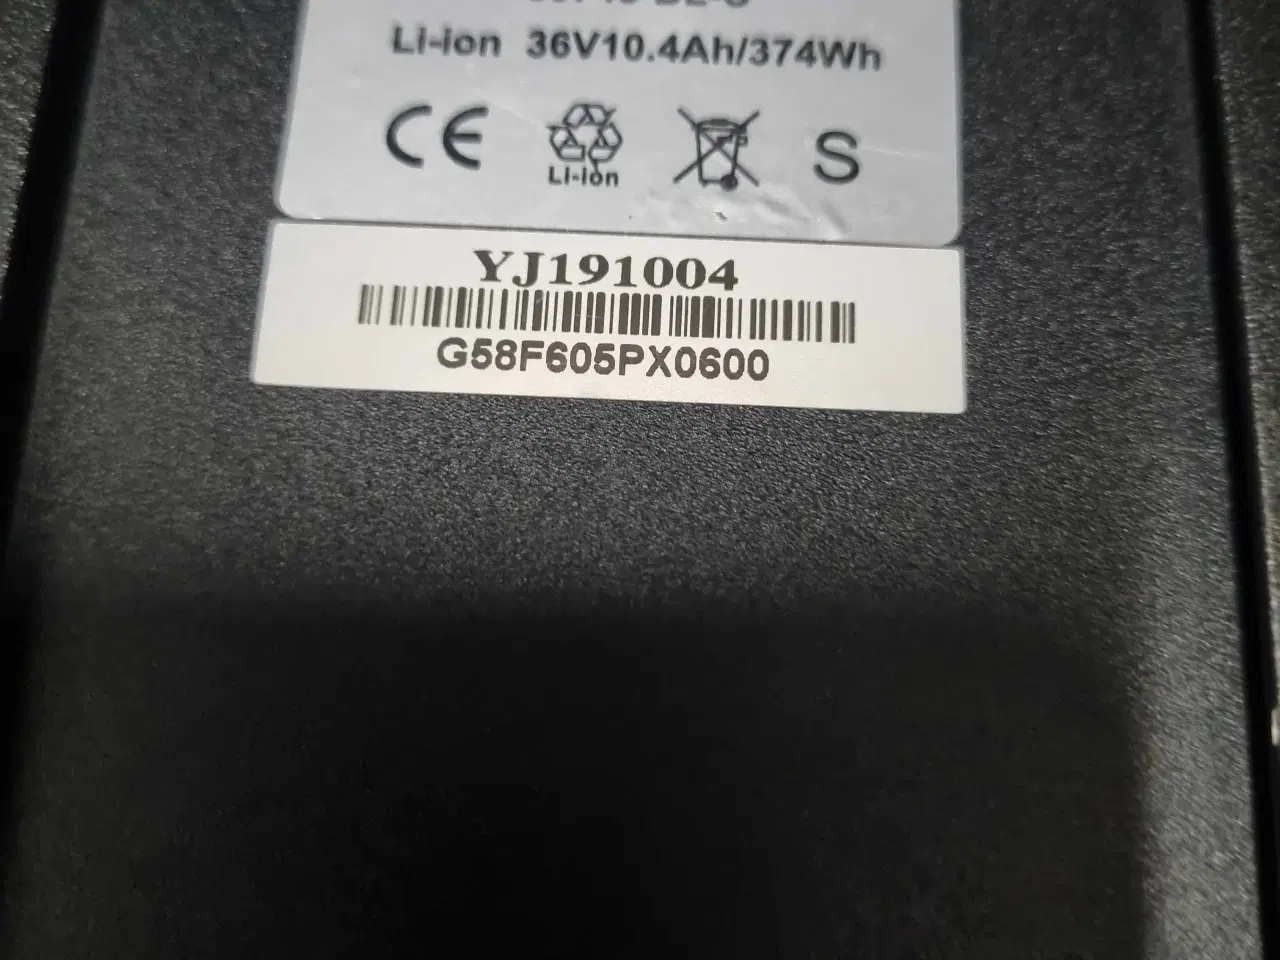 Li-ion 36V10.4Ah/374Wh
CE
Li-ion
S
YJ191004
G58F605PX0600